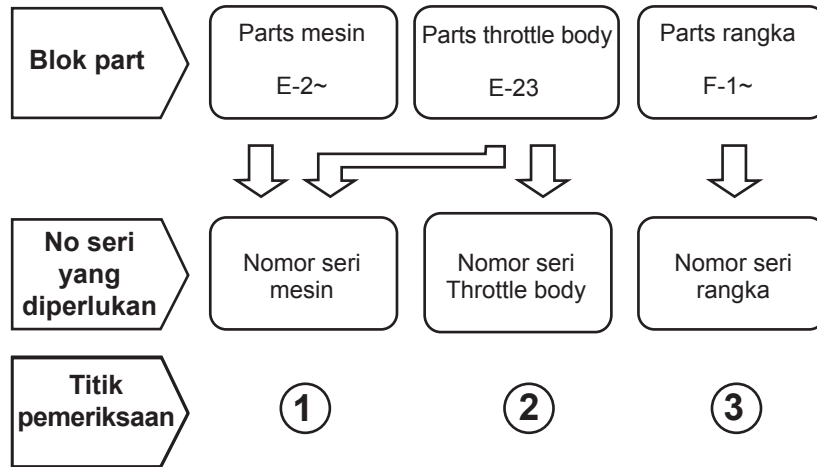 Blok part
Parts mesin
E-2~
Parts throttle body
E-23
Parts rangka
F-1~
No seri
yang
diperlukan
Nomor seri
mesin
Nomor seri
Throttle body
Nomor seri
rangka
Titik
pemeriksaan
1
2
3